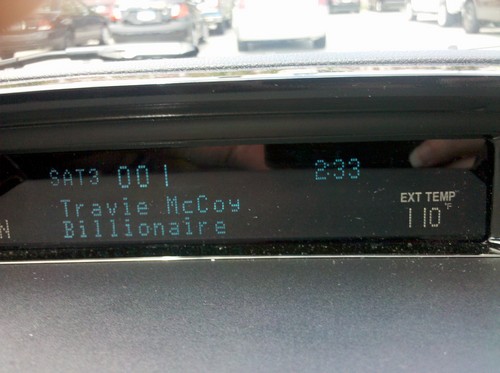 SAT3 001 2:33
Travie McCoy
Billionaire
N
EXT TEMP
110°F